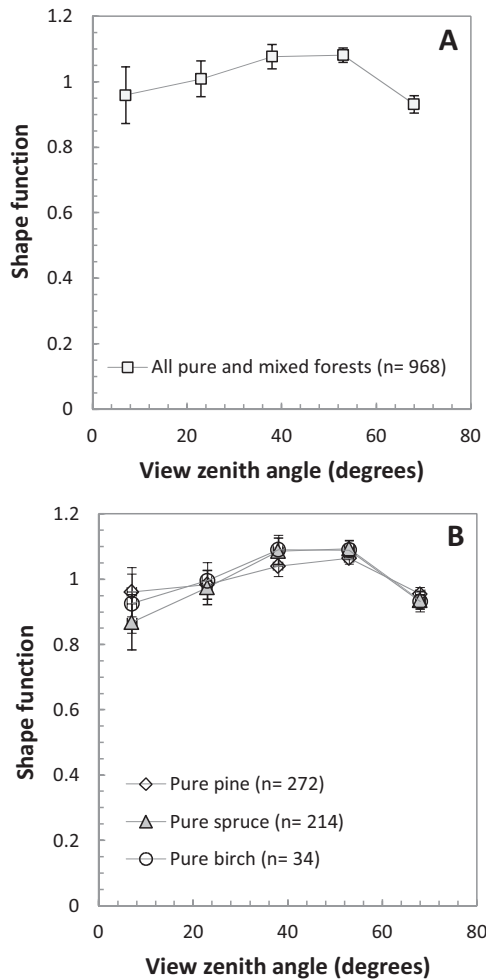 A
Shape function
1.2
1
0.8
0.6
0.4
0.2
0
All pure and mixed forests (n= 968)
0 20 40 60 80
View zenith angle (degrees)
B
Shape function
1.2
1
0.8
0.6
0.4
0.2
0
Pure pine (n= 272)
Pure spruce (n= 214)
Pure birch (n= 34)
0 20 40 60 80
View zenith angle (degrees)